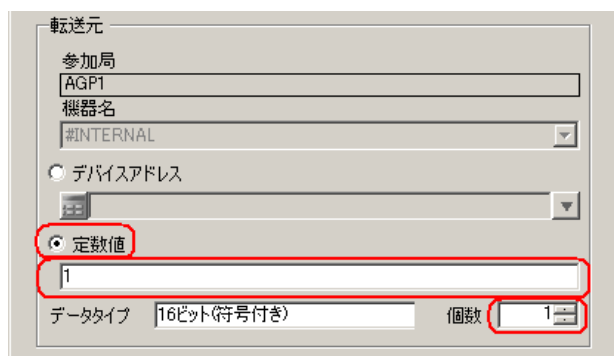 転送元
参加局
AGP1
機器名
#INTERNAL
デバイスアドレス
定数値
1
データタイプ 16ビット(符号付き) 個数 1